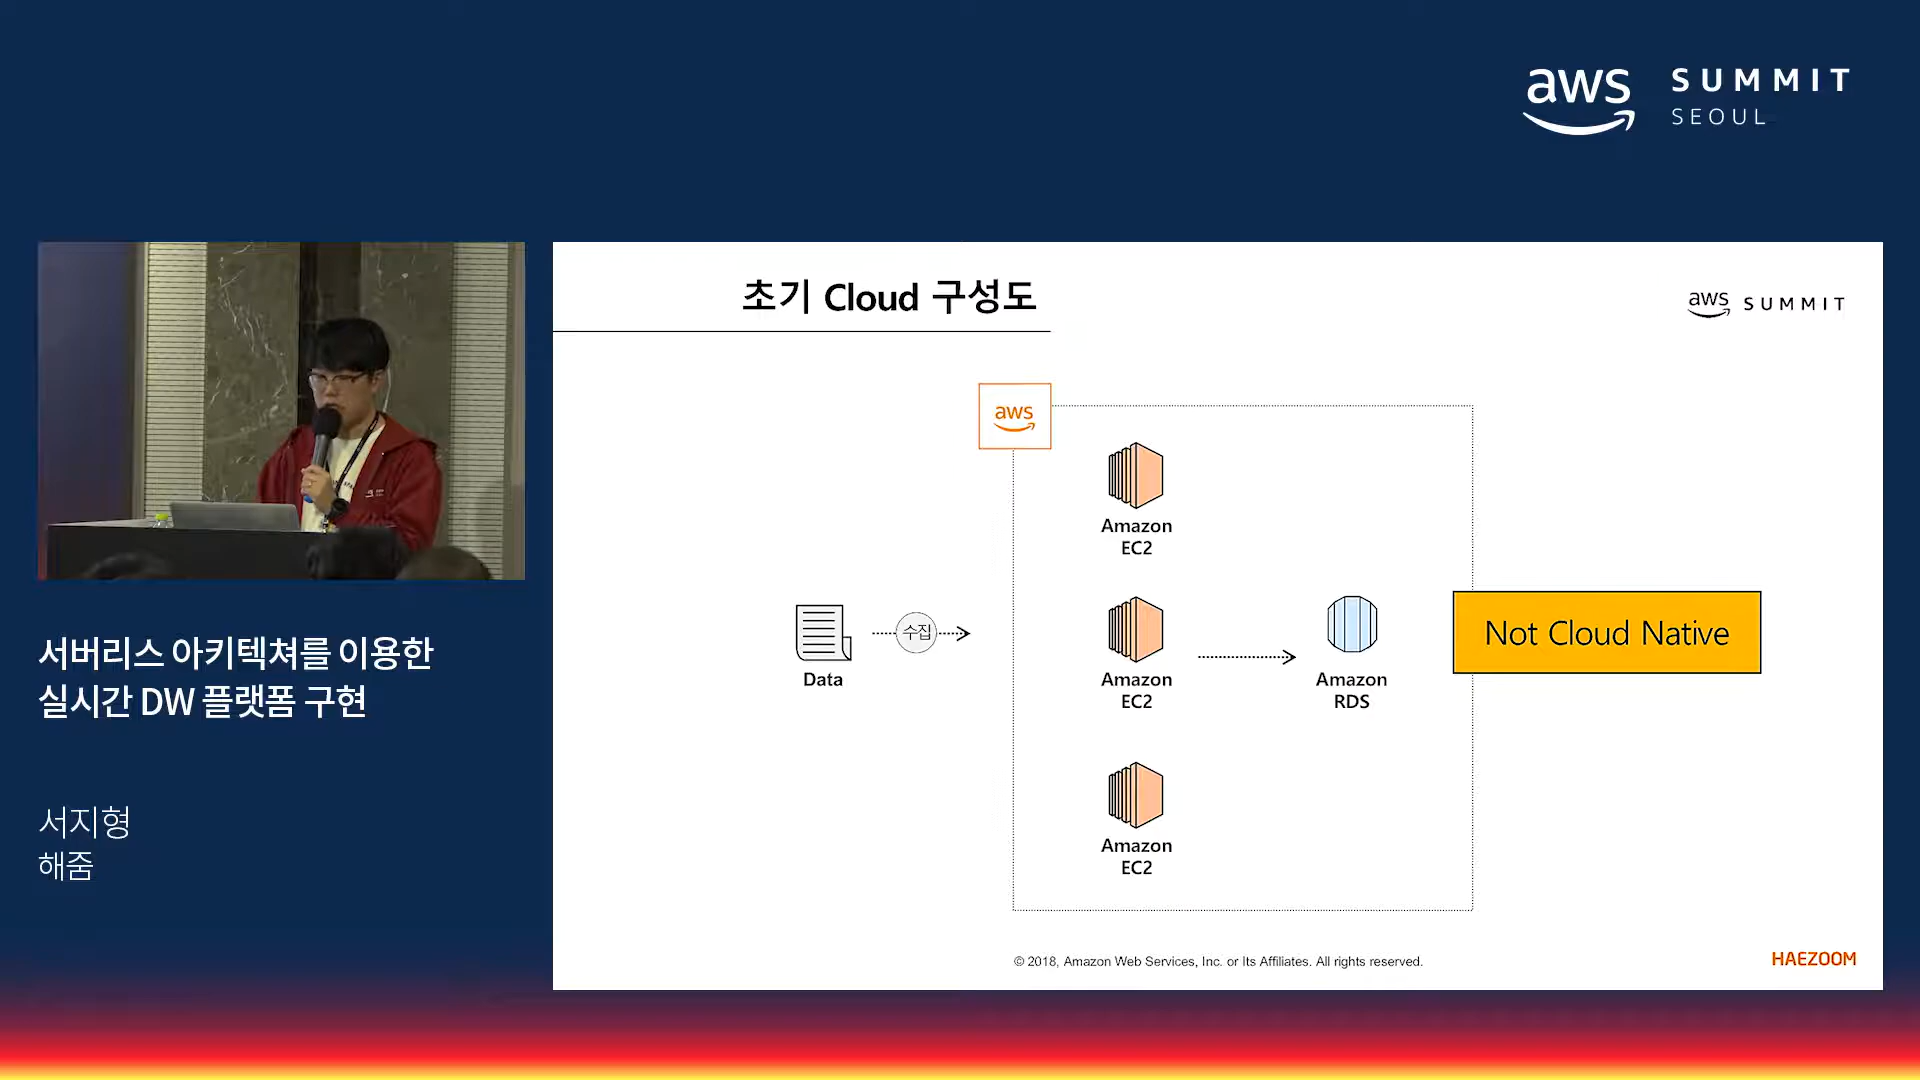 aws SUMMIT
SEOUL
초기 Cloud 구성도
aws SUMMIT
aws
Amazon
EC2
Data
수집
Amazon
EC2
Amazon
RDS
Not Cloud Native
Amazon
EC2
© 2018, Amazon Web Services, Inc. or Its Affiliates. All rights reserved.
HAEZOOM
서버리스 아키텍쳐를 이용한
실시간 DW 플랫폼 구현
서지형
해줌